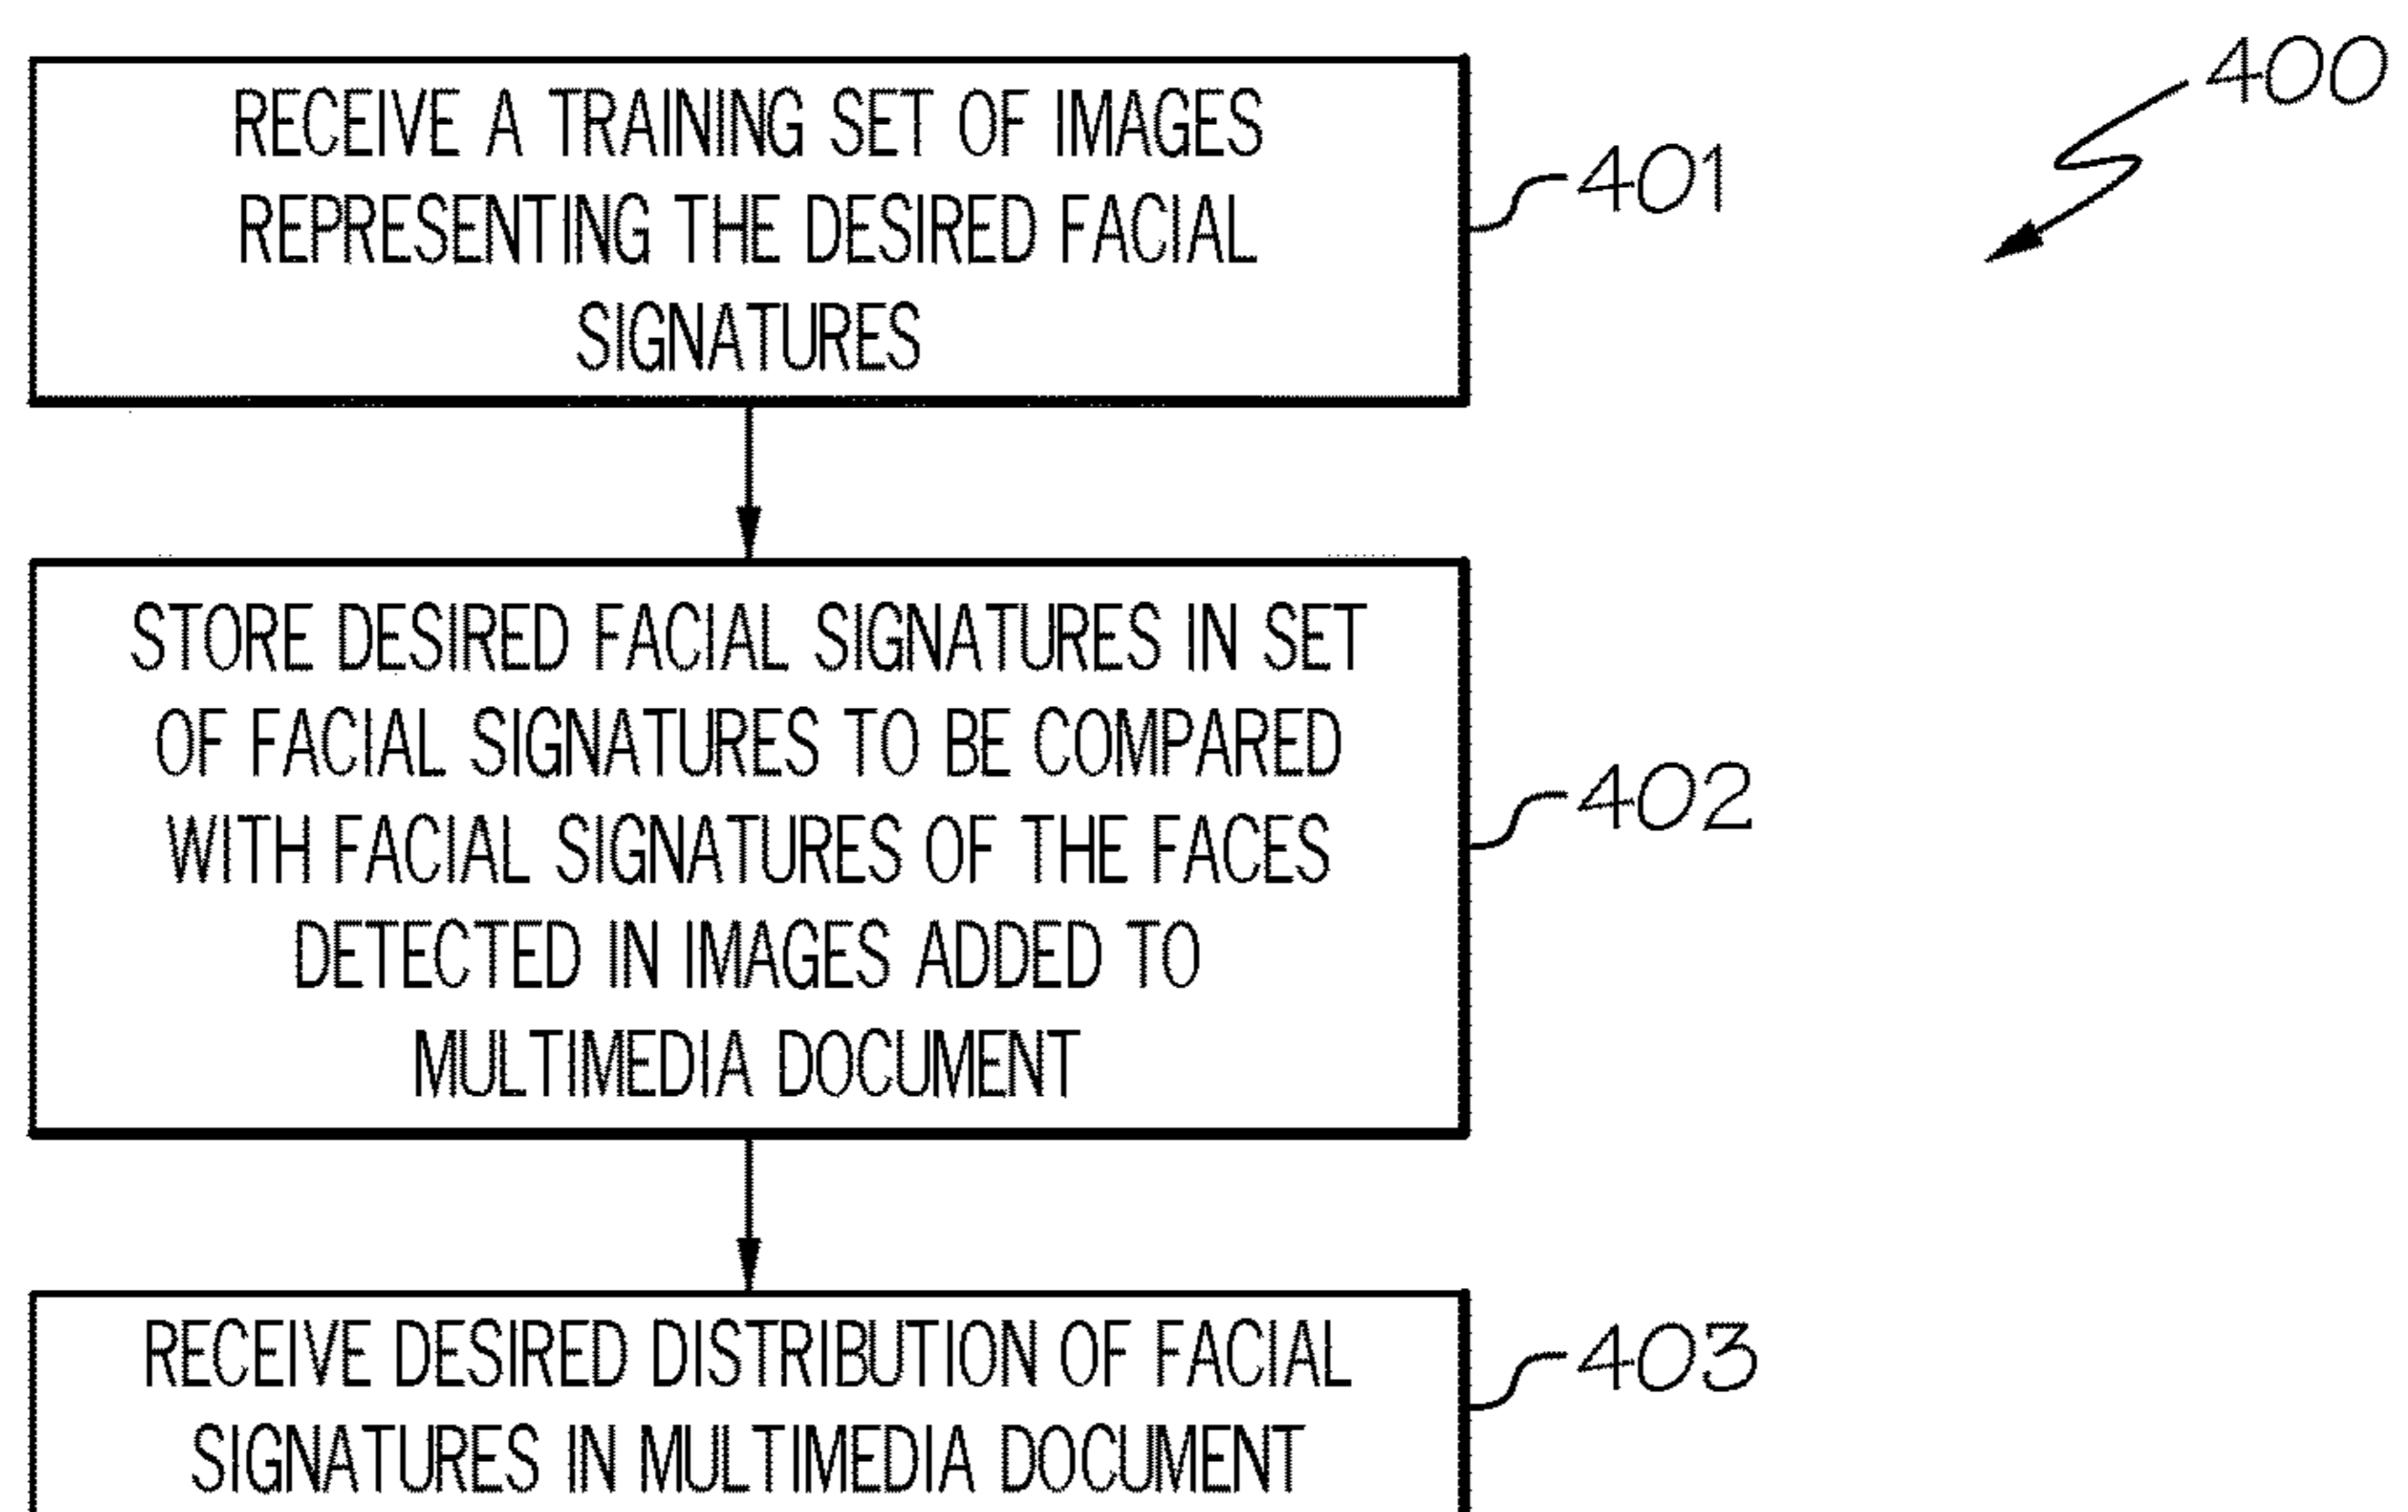 400
RECEIVE A TRAINING SET OF IMAGES
REPRESENTING THE DESIRED FACIAL
SIGNATURES
401
STORE DESIRED FACIAL SIGNATURES IN SET
OF FACIAL SIGNATURES TO BE COMPARED
WITH FACIAL SIGNATURES OF THE FACES
DETECTED IN IMAGES ADDED TO
MULTIMEDIA DOCUMENT
402
RECEIVE DESIRED DISTRIBUTION OF FACIAL
SIGNATURES IN MULTIMEDIA DOCUMENT
403